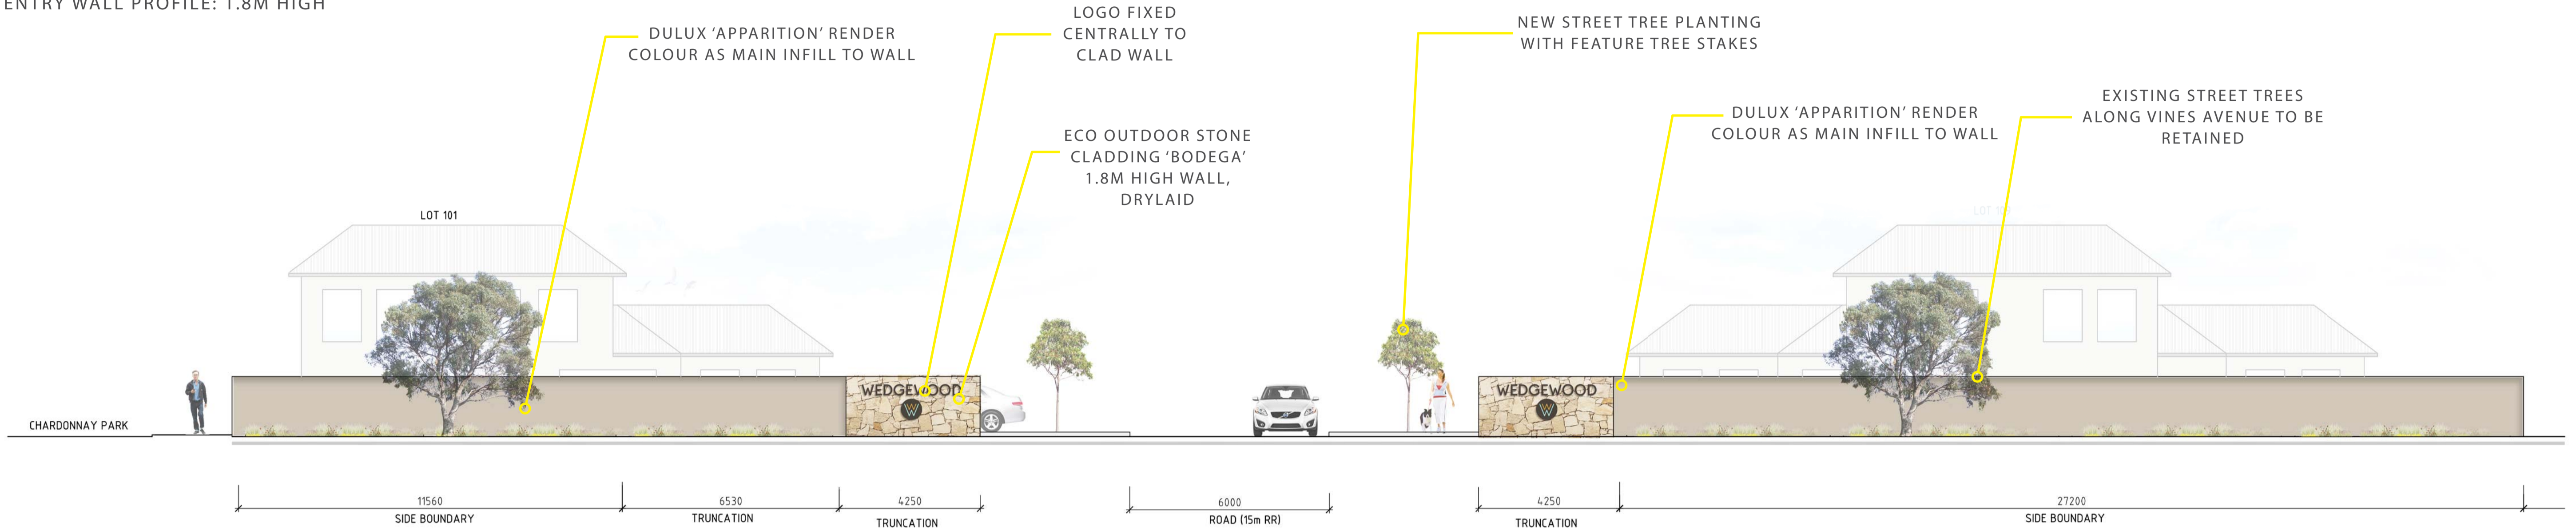 ENTRY WALL PROFILE: 1.8M HIGH
DULUX ‘APPARITION’ RENDER
COLOUR AS MAIN INFILL TO WALL
LOGO FIXED
CENTRALLY TO
CLAD WALL
ECO OUTDOOR STONE
CLADDING ‘BODEGA’
1.8M HIGH WALL,
DRYLAID
NEW STREET TREE PLANTING
WITH FEATURE TREE STAKES
DULUX ‘APPARITION’ RENDER
COLOUR AS MAIN INFILL TO WALL
EXISTING STREET TREES
ALONG VINES AVENUE TO BE
RETAINED
LOT 101
LOT
WEDGEWOOD
W
WEDGEWOOD
W
CHARDONNAY PARK
11560
SIDE BOUNDARY
6530
TRUNCATION
4250
TRUNCATION
6000
ROAD (15m RR)
4250
TRUNCATION
27200
SIDE BOUNDARY